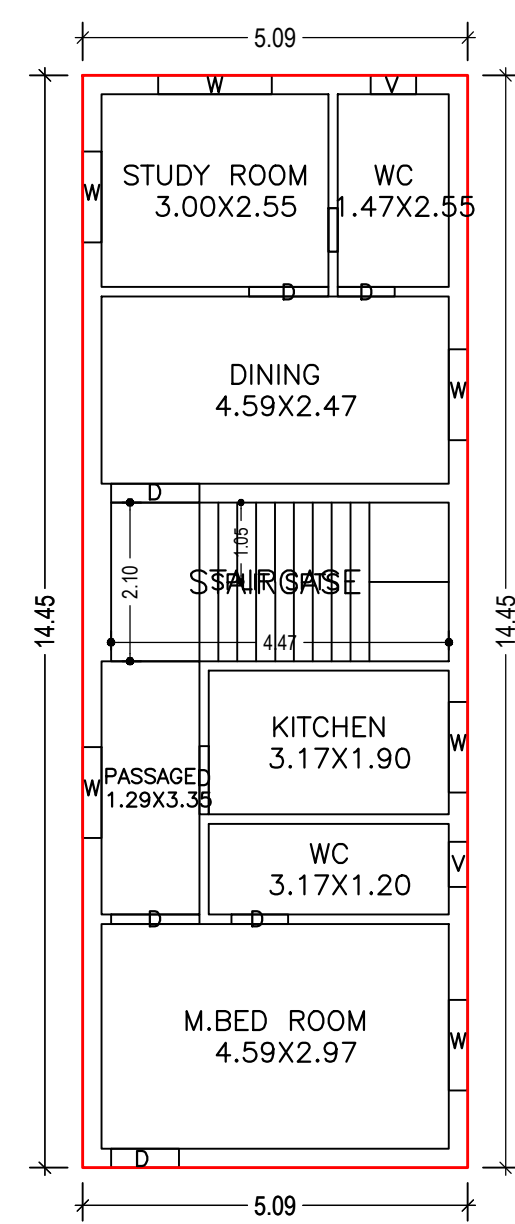 5.09
W V
W
STUDY ROOM
3.00X2.55
WC
1.47X2.55
D D
DINING
4.59X2.47
W
D
1.05
2.10
STAIRCASE
4.47
14.45
14.45
KITCHEN
3.17X1.90
W
PASSAGE
D
1.29X3.35
W
WC
3.17X1.20
V
D D
M.BED ROOM
4.59X2.97
W
D
5.09